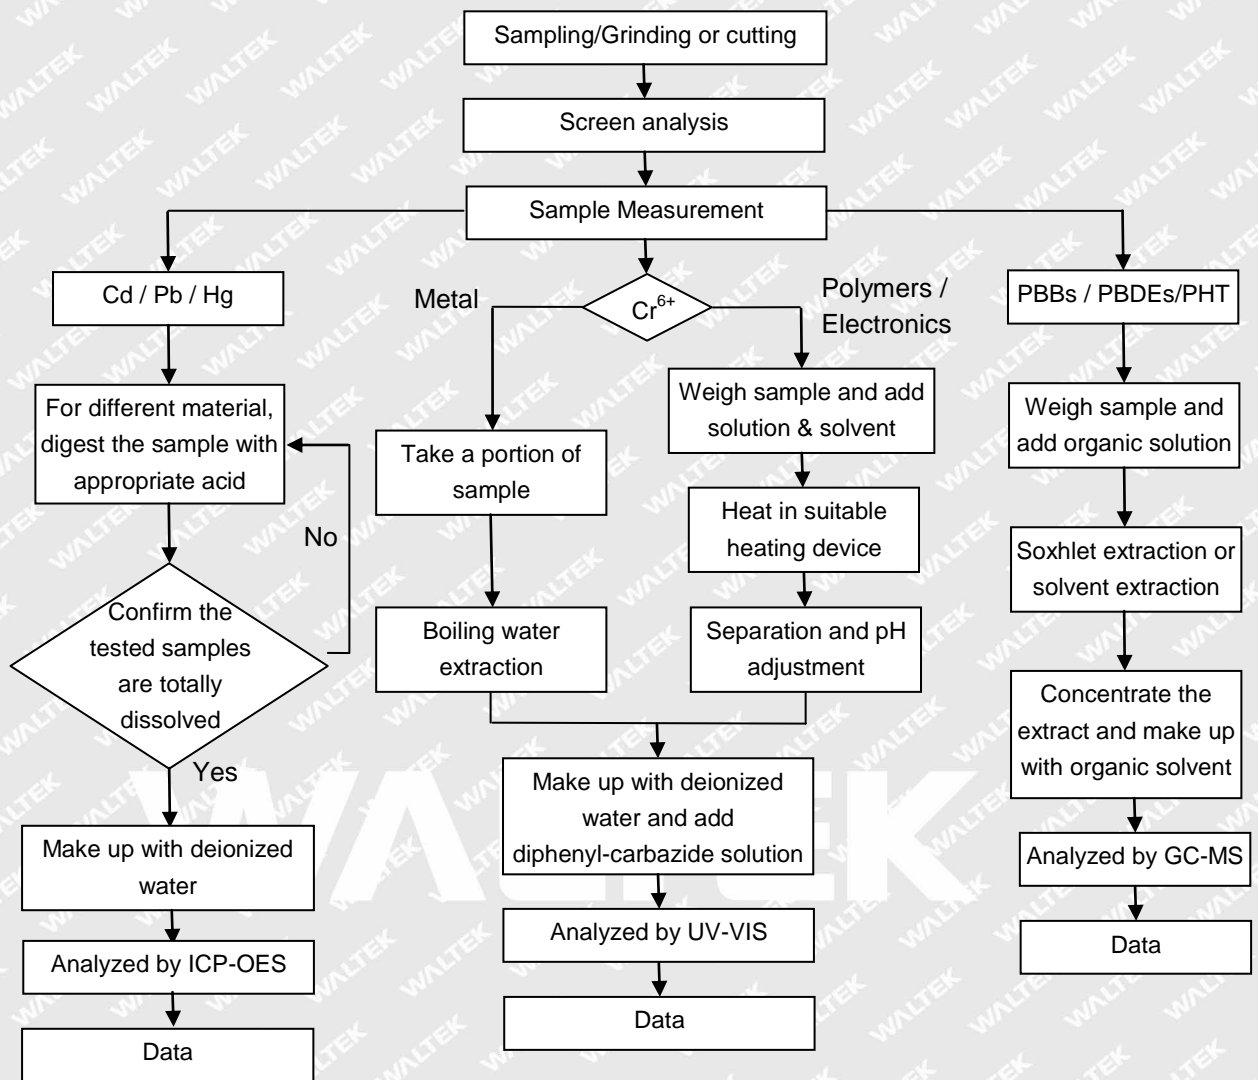 Sampling/Grinding or cutting
Screen analysis
Sample Measurement
Cd / Pb / Hg
For different material,
digest the sample with
appropriate acid
No
Confirm the
tested samples
are totally
dissolved
Yes
Make up with deionized
water
Analyzed by ICP-OES
Data
Cr6+
Metal
Take a portion of
sample
Boiling water
extraction
Polymers /
Electronics
Weigh sample and add
solution & solvent
Heat in suitable
heating device
Separation and pH
adjustment
Make up with deionized
water and add
diphenyl-carbazide solution
Analyzed by UV-VIS
Data
PBBs / PBDEs/PHT
Weigh sample and
add organic solution
Soxhlet extraction or
solvent extraction
Concentrate the
extract and make up
with organic solvent
Analyzed by GC-MS
Data
WALTEK